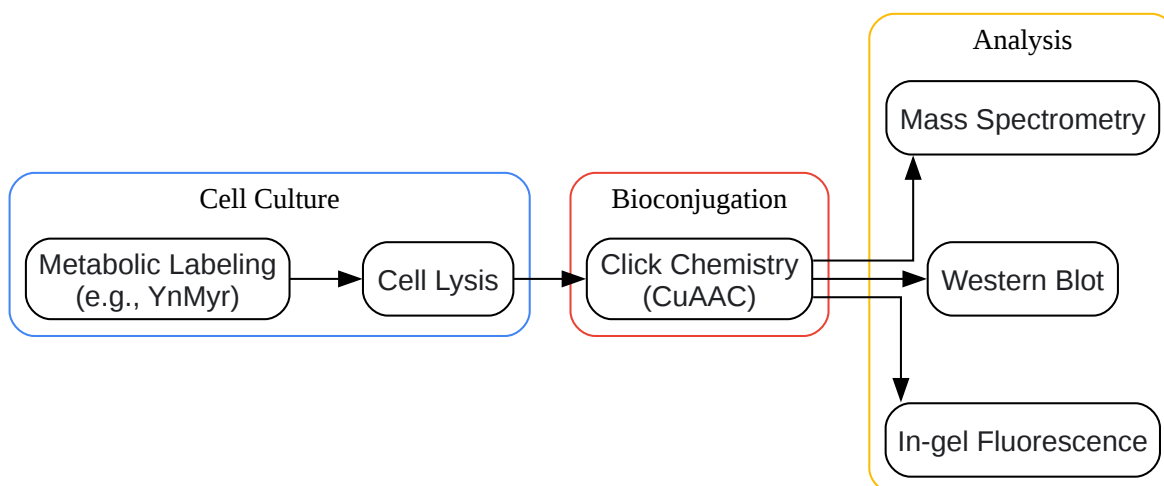 Cell Culture
Metabolic Labeling
(e.g., YnMyr)
Cell Lysis
Bioconjugation
Click Chemistry
(CuAAC)
Analysis
Mass Spectrometry
Western Blot
In-gel Fluorescence